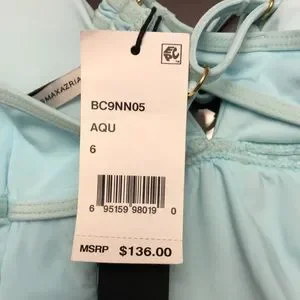 MAXAZRIA
BC9NN05
AQU
6
6 95159 98019 0
MSRP $136.00